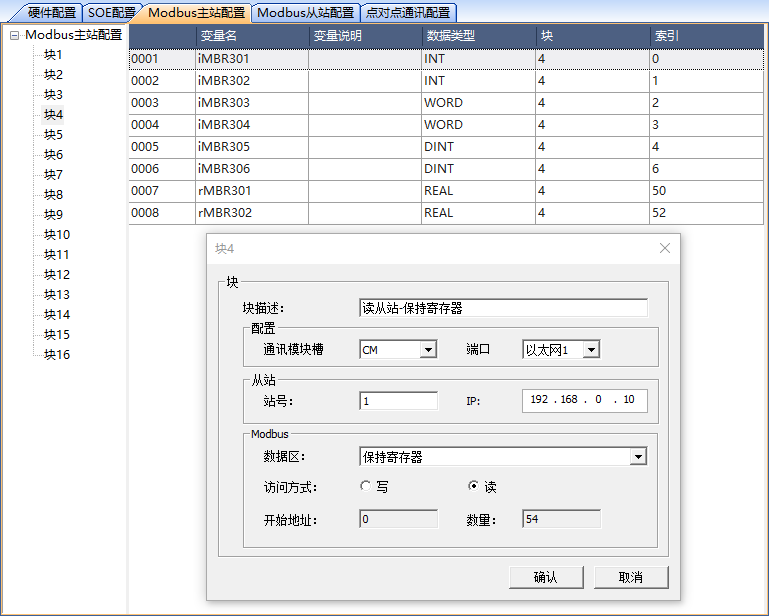 硬件配置 SOE配置 Modbus主站配置 Modbus从站配置 点对点通讯配置
Modbus主站配置
块1
块2
块3
块4
块5
块6
块7
块8
块9
块10
块11
块12
块13
块14
块15
块16
变量名 变量说明 数据类型 块 索引
0001 iMBR301 INT 4 0
0002 iMBR302 INT 4 1
0003 iMBR303 WORD 4 2
0004 iMBR304 WORD 4 3
0005 iMBR305 DINT 4 4
0006 iMBR306 DINT 4 6
0007 rMBR301 REAL 4 50
0008 rMBR302 REAL 4 52
块4
块
块描述: 读从站-保持寄存器
配置
通讯模块槽 CM 端口 以太网1
从站
站号: 1 IP: 192 . 168 . 0 . 10
Modbus
数据区: 保持寄存器
访问方式: 写 读
开始地址: 0 数量: 54
确认 取消